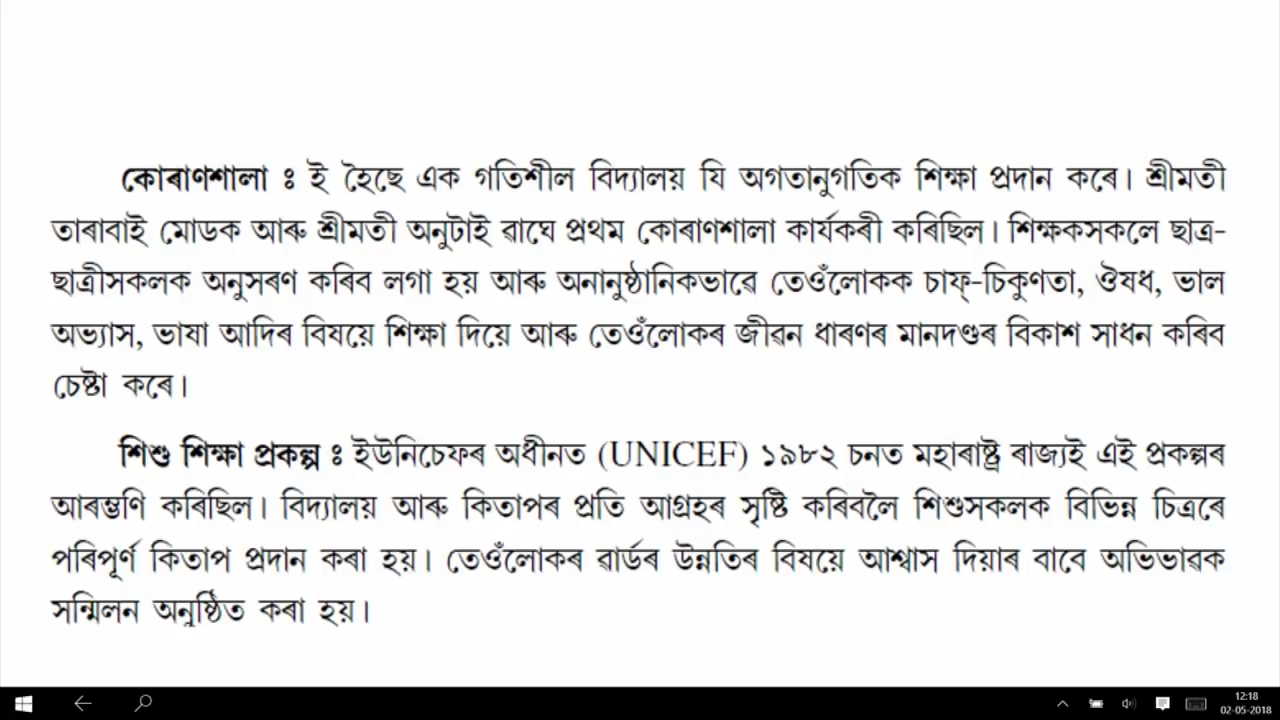 কোৰাণশালা ঃ ই হৈছে এক গতিশীল বিদ্যালয় যি অগতানুগতিক শিক্ষা প্ৰদান কৰে। শ্ৰীমতী
তাৰাবাই মোডক আৰু শ্ৰীমতী অনুটাই ৱাঘে প্ৰথম কোৰাণশালা কাৰ্যকৰী কৰিছিল। শিক্ষকসকলে ছাত্ৰ-
ছাত্ৰীসকলক অনুসৰণ কৰিব লগা হয় আৰু অনানুষ্ঠানিকভাৱে তেওঁলোকক চাফ্-চিকুণতা, ঔষধ, ভাল
অভ্যাস, ভাষা আদিৰ বিষয়ে শিক্ষা দিয়ে আৰু তেওঁলোকৰ জীৱন ধাৰণৰ মানদণ্ডৰ বিকাশ সাধন কৰিব
চেষ্টা কৰে।
শিশু শিক্ষা প্ৰকল্প ঃ ইউনিচেফৰ অধীনত (UNICEF) ১৯৮২ চনত মহাৰাষ্ট্ৰ ৰাজ্যই এই প্ৰকল্পৰ
আৰম্ভণি কৰিছিল। বিদ্যালয় আৰু কিতাপৰ প্ৰতি আগ্ৰহৰ সৃষ্টি কৰিবলৈ শিশুসকলক বিভিন্ন চিত্ৰৰে
পৰিপূৰ্ণ কিতাপ প্ৰদান কৰা হয়। তেওঁলোকৰ ৱাৰ্ডৰ উন্নতিৰ বিষয়ে আশ্বাস দিয়াৰ বাবে অভিভাৱক
সন্মিলন অনুষ্ঠিত কৰা হয়।
12:18
02-05-2018